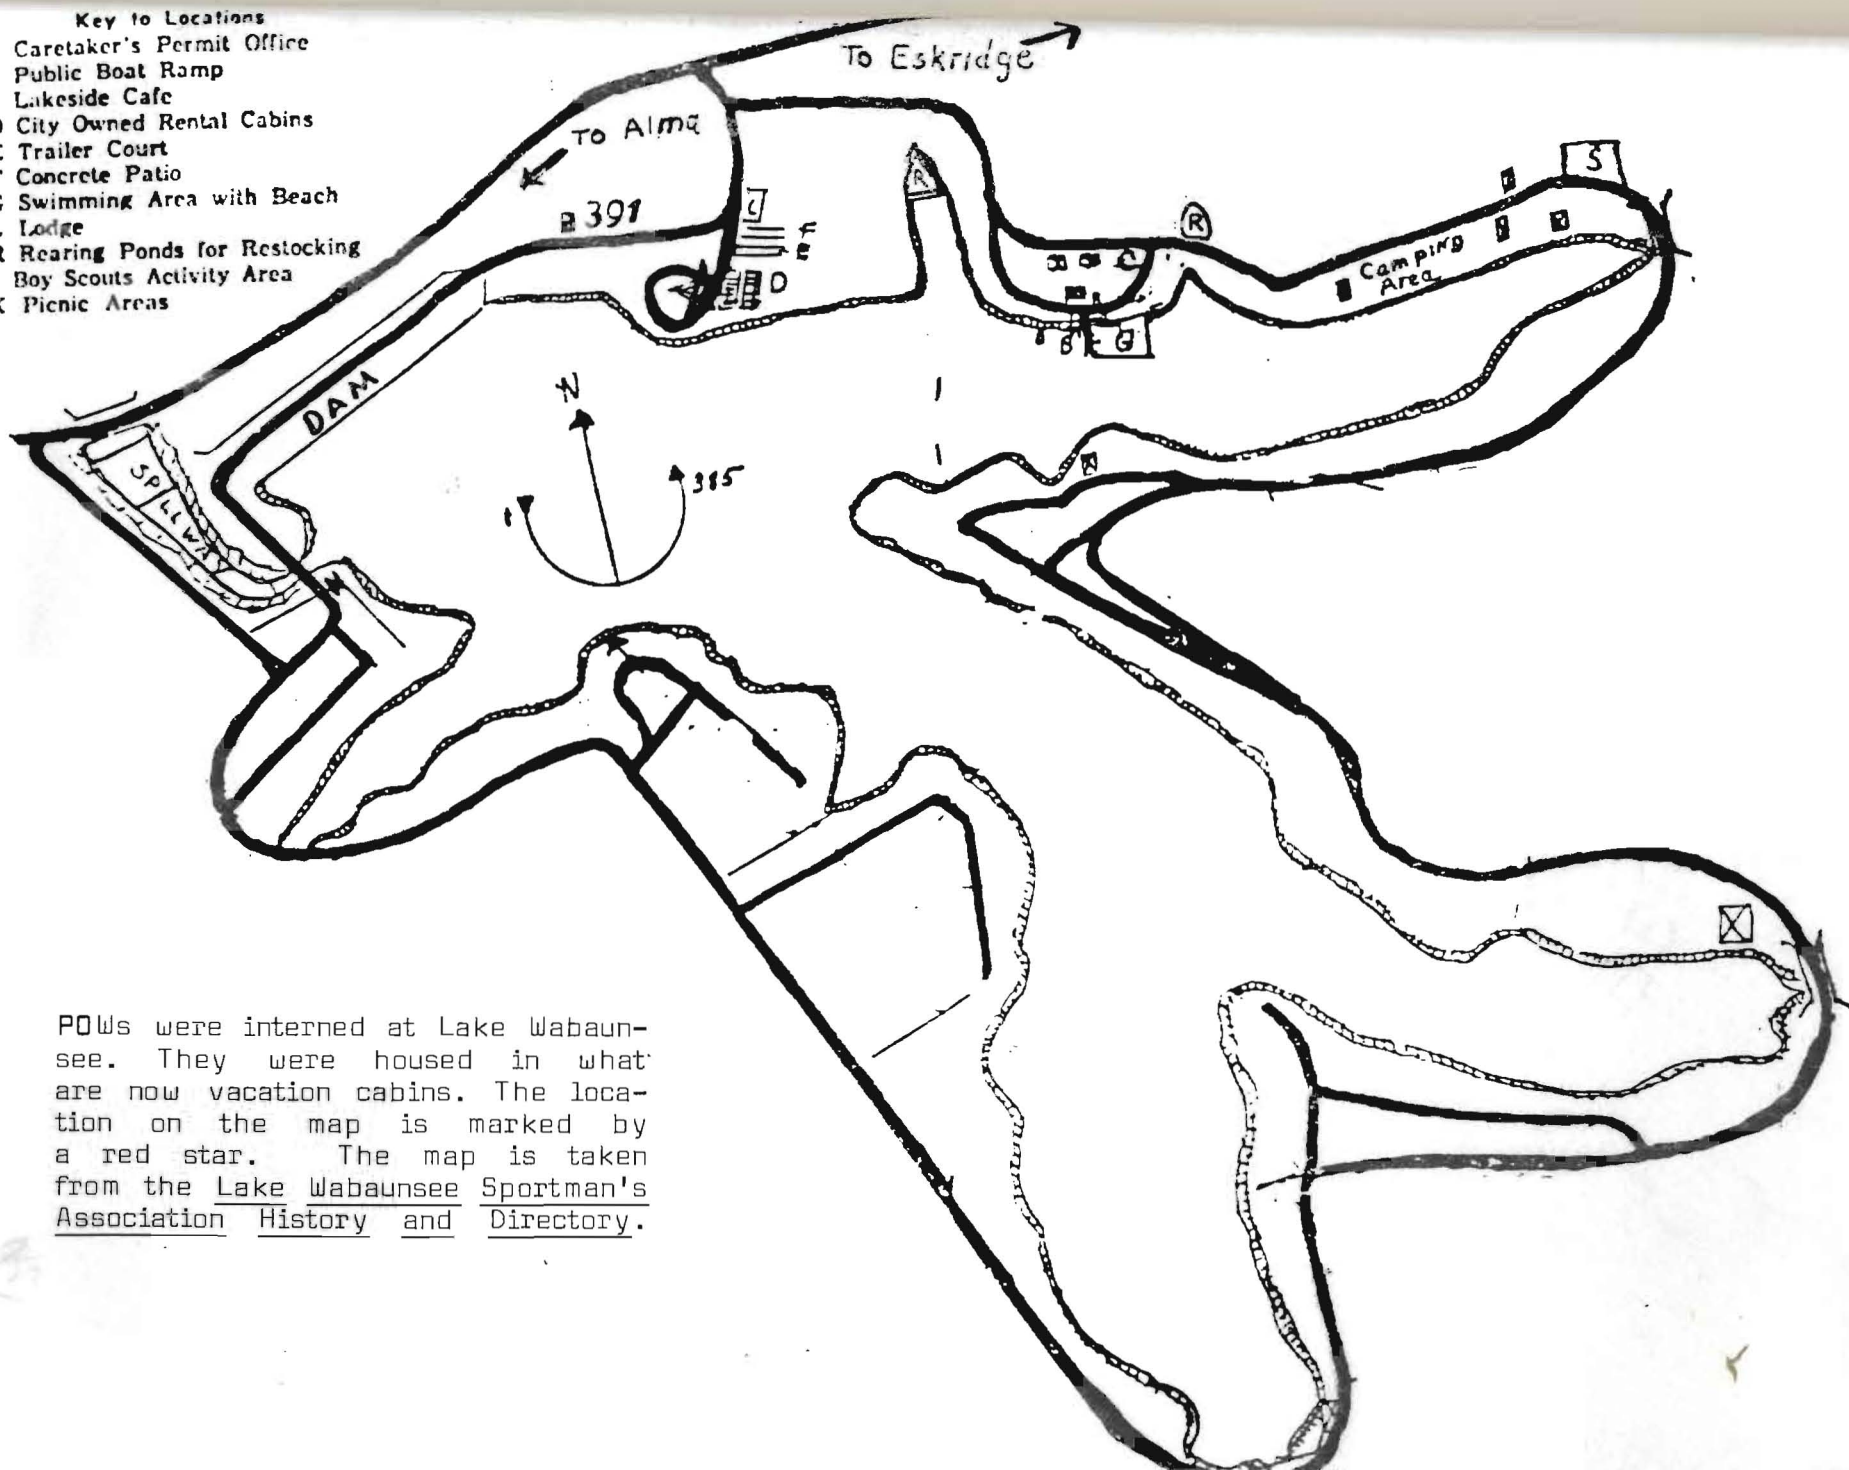 Key to Locations
Caretaker's Permit Office
Public Boat Ramp
Lakeside Cafe
City Owned Rental Cabins
Trailer Court
Concrete Patio
Swimming Area with Beach
Lodge
R Rearing Ponds for Restocking
Boy Scouts Activity Area
X Picnic Areas
To Eskridge
To Alma
391
L
F
E
D
R
R
S
Camping
Area
C
B
G
DAM
SPILLWAY
N
1
385
X
X
POWs were interned at Lake Wabaun-
see. They were housed in what
are now vacation cabins. The loca-
tion on the map is marked by
a red star. The map is taken
from the Lake Wabaunsee Sportman's
Association History and Directory.